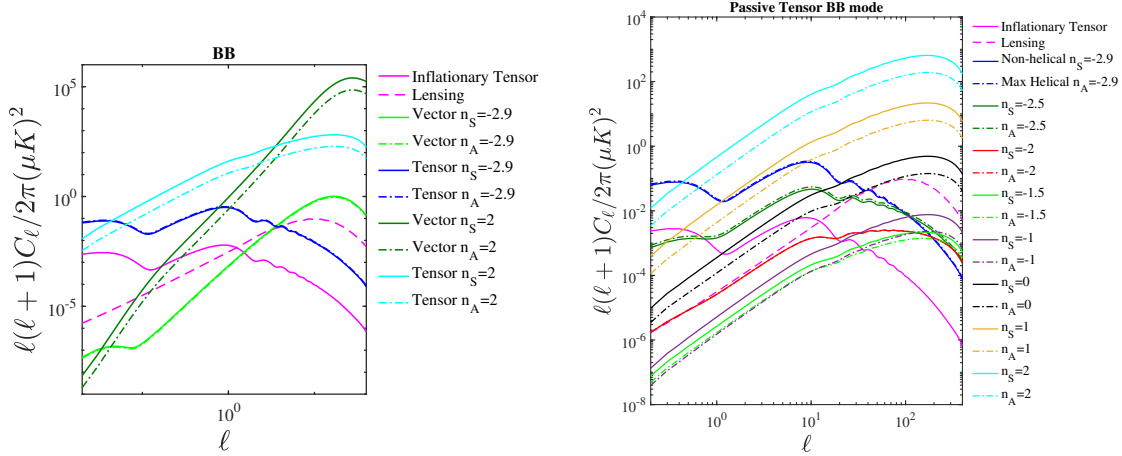 BB
ℓ(ℓ+1)C_ℓ/2π(μK)^2
10^5
10^0
10^-5
10^0
ℓ
Inflationary Tensor
Lensing
Vector n_S=-2.9
Vector n_A=-2.9
Tensor n_S=-2.9
Tensor n_A=-2.9
Vector n_S=2
Vector n_A=2
Tensor n_S=2
Tensor n_A=2
Passive Tensor BB mode
ℓ(ℓ+1)C_ℓ/2π(μK)^2
10^4
10^2
10^0
10^-2
10^-4
10^-6
10^-8
10^0 10^1 10^2
ℓ
Inflationary Tensor
Lensing
Non-helical n_S=-2.9
Max Helical n_A=-2.9
n_S=-2.5
n_A=-2.5
n_S=-2
n_A=-2
n_S=-1.5
n_A=-1.5
n_S=-1
n_A=-1
n_S=0
n_A=0
n_S=1
n_A=1
n_S=2
n_A=2